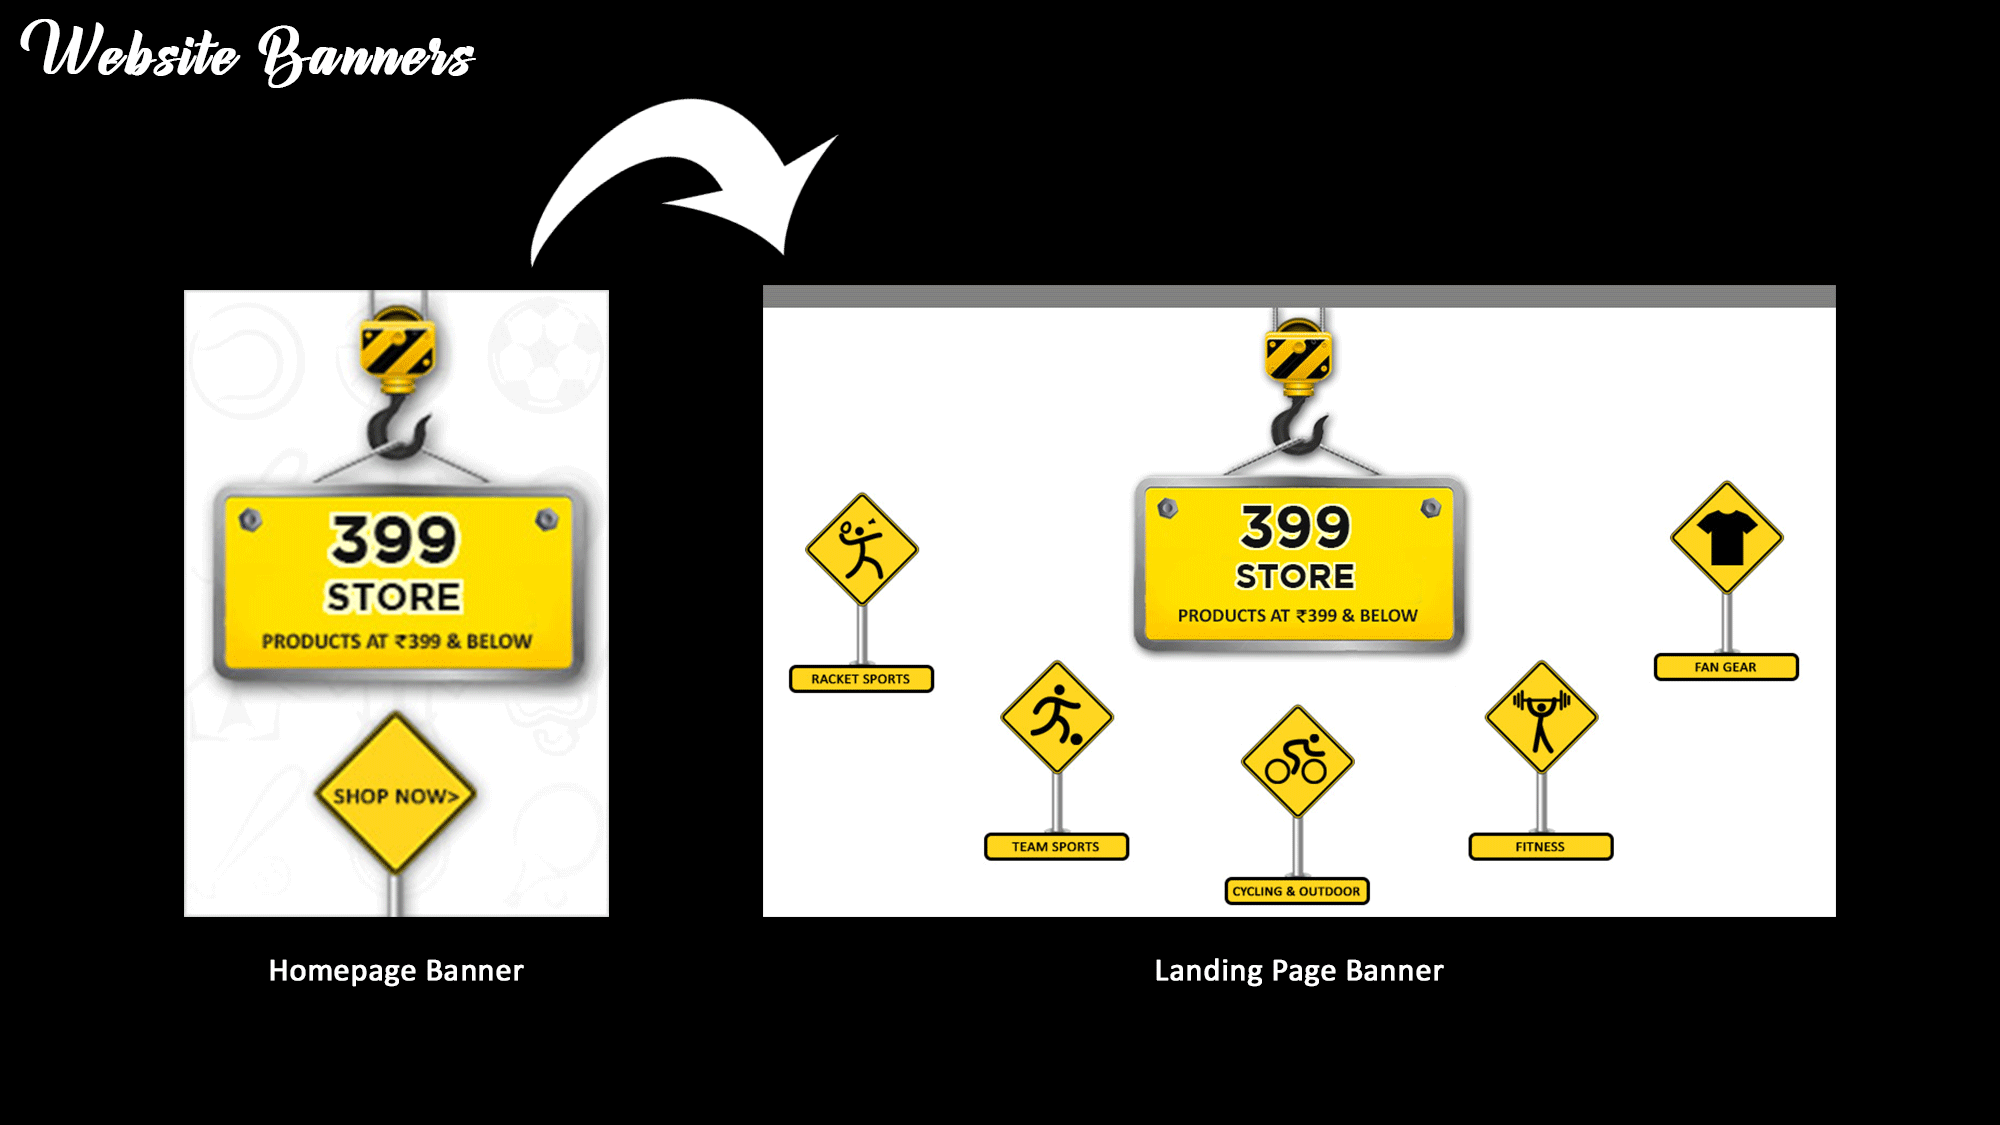 Website Banners
399
STORE
PRODUCTS AT ₹399 & BELOW
SHOP NOW>
Homepage Banner
399
STORE
PRODUCTS AT ₹399 & BELOW
RACKET SPORTS
TEAM SPORTS
CYCLING & OUTDOOR
FITNESS
FAN GEAR
Landing Page Banner